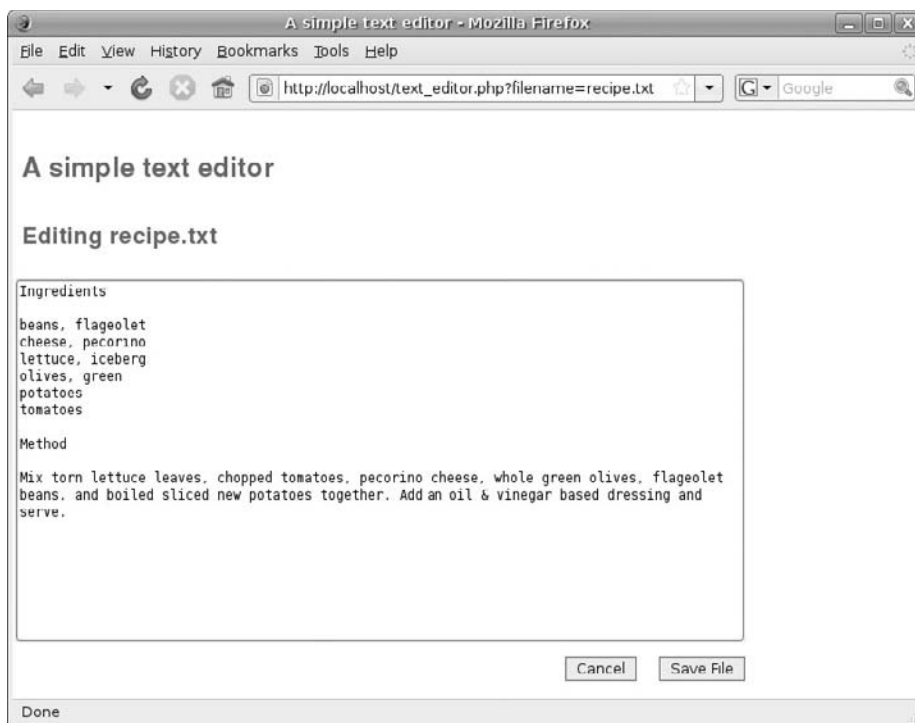 A simple text editor - Mozilla Firefox
File Edit View History Bookmarks Tools Help
http://localhost/text_editor.php?filename=recipe.txt G Google
A simple text editor
Editing recipe.txt
Ingredients
beans, flageolet
cheese, pecorino
lettuce, iceberg
olives, green
potatoes
tomatoes
Method
Mix torn lettuce leaves, chopped tomatoes, pecorino cheese, whole green olives, flageolet
beans. and boiled sliced new potatoes together. Add an oil & vinegar based dressing and
serve.
Cancel Save File
Done